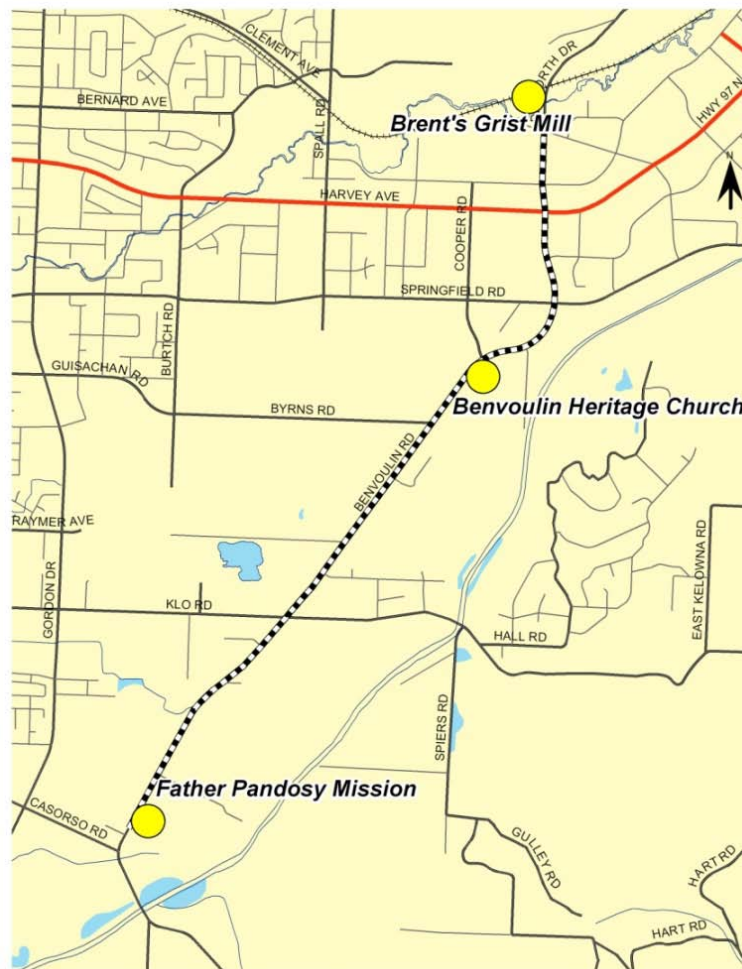 CLEMENT AVE
ORTH DR
BERNARD AVE
SPALL RD
HWY 97 N
Brent's Grist Mill
N
HARVEY AVE
COOPER RD
SPRINGFIELD RD
BURTCH RD
GUISACHAN RD
Benvoulin Heritage Church
BYRNS RD
BENVOULIN RD
RAYMER AVE
EAST KELOWNA RD
GORDON DR
KLO RD
HALL RD
SPIERS RD
Father Pandosy Mission
CASORSO RD
GULLEY RD
HART RD
HART RD